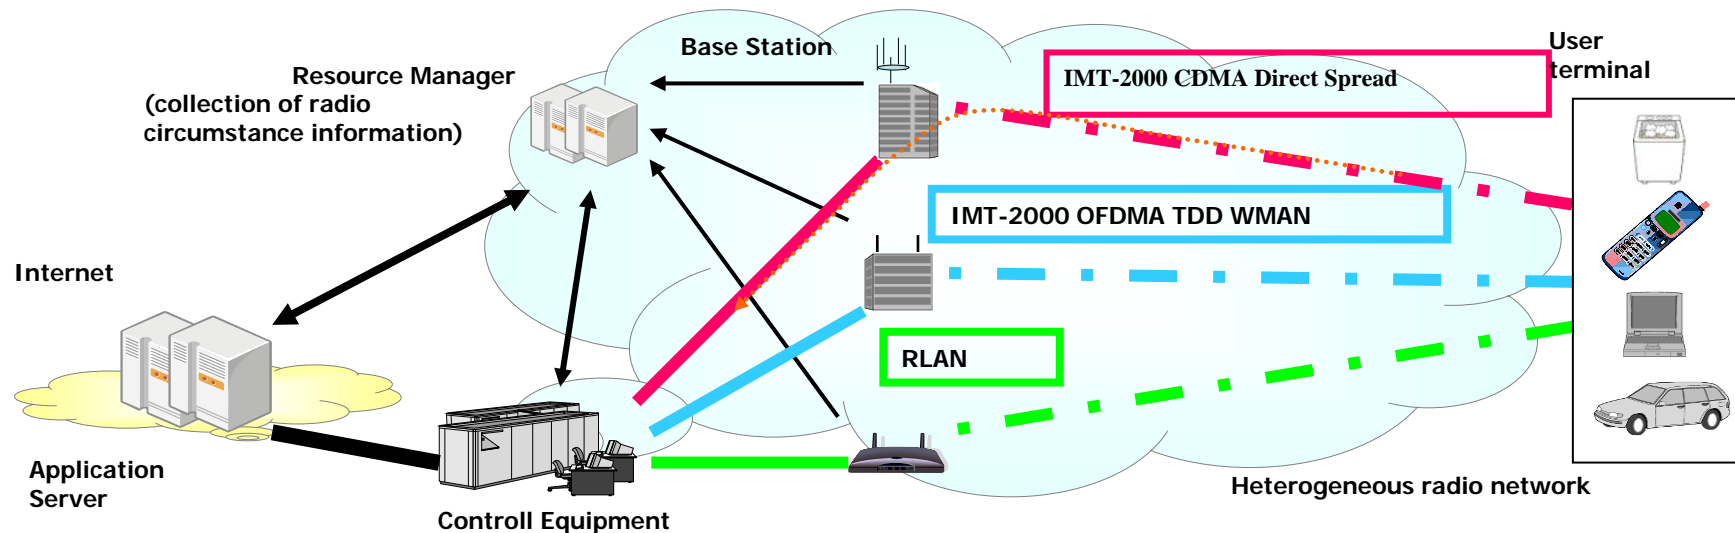 Base Station
Resource Manager
(collection of radio
circumstance information)
IMT-2000 CDMA Direct Spread
User
terminal
IMT-2000 OFDMA TDD WMAN
Internet
RLAN
Application
Server
Heterogeneous radio network
Controll Equipment